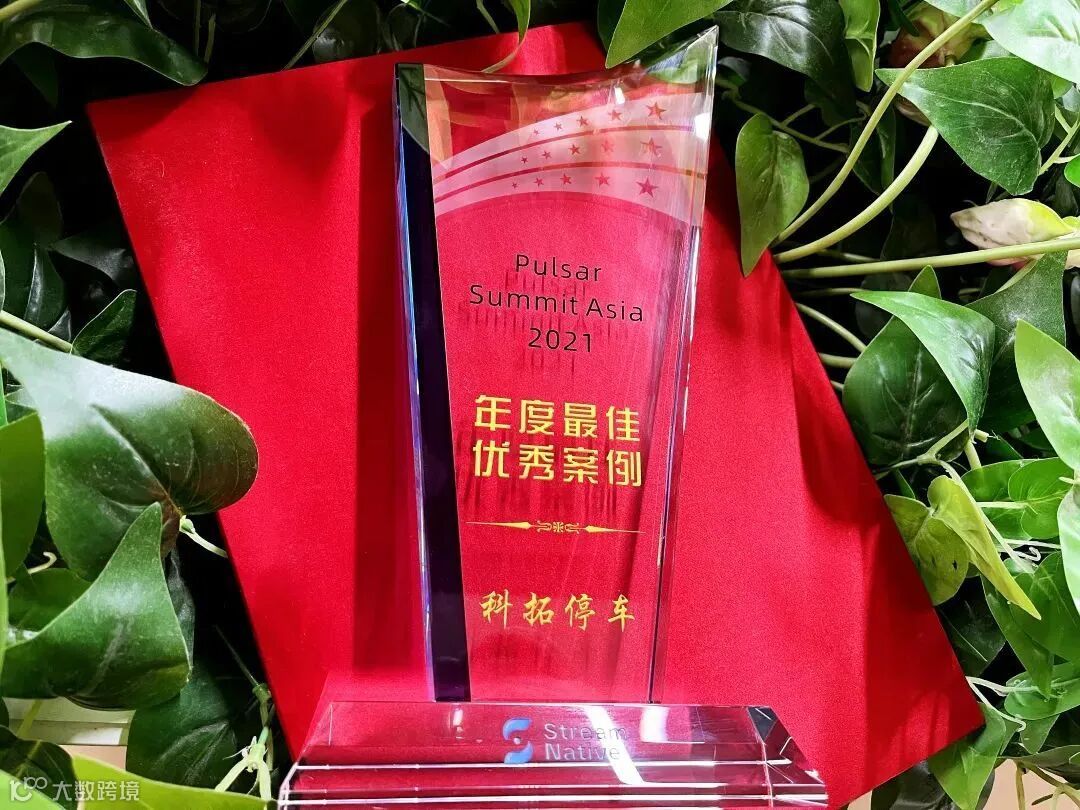 Pulsar
Summit Asia
2021
年度最佳
优秀案例
科拓停车
Stream
Native
大数跨境